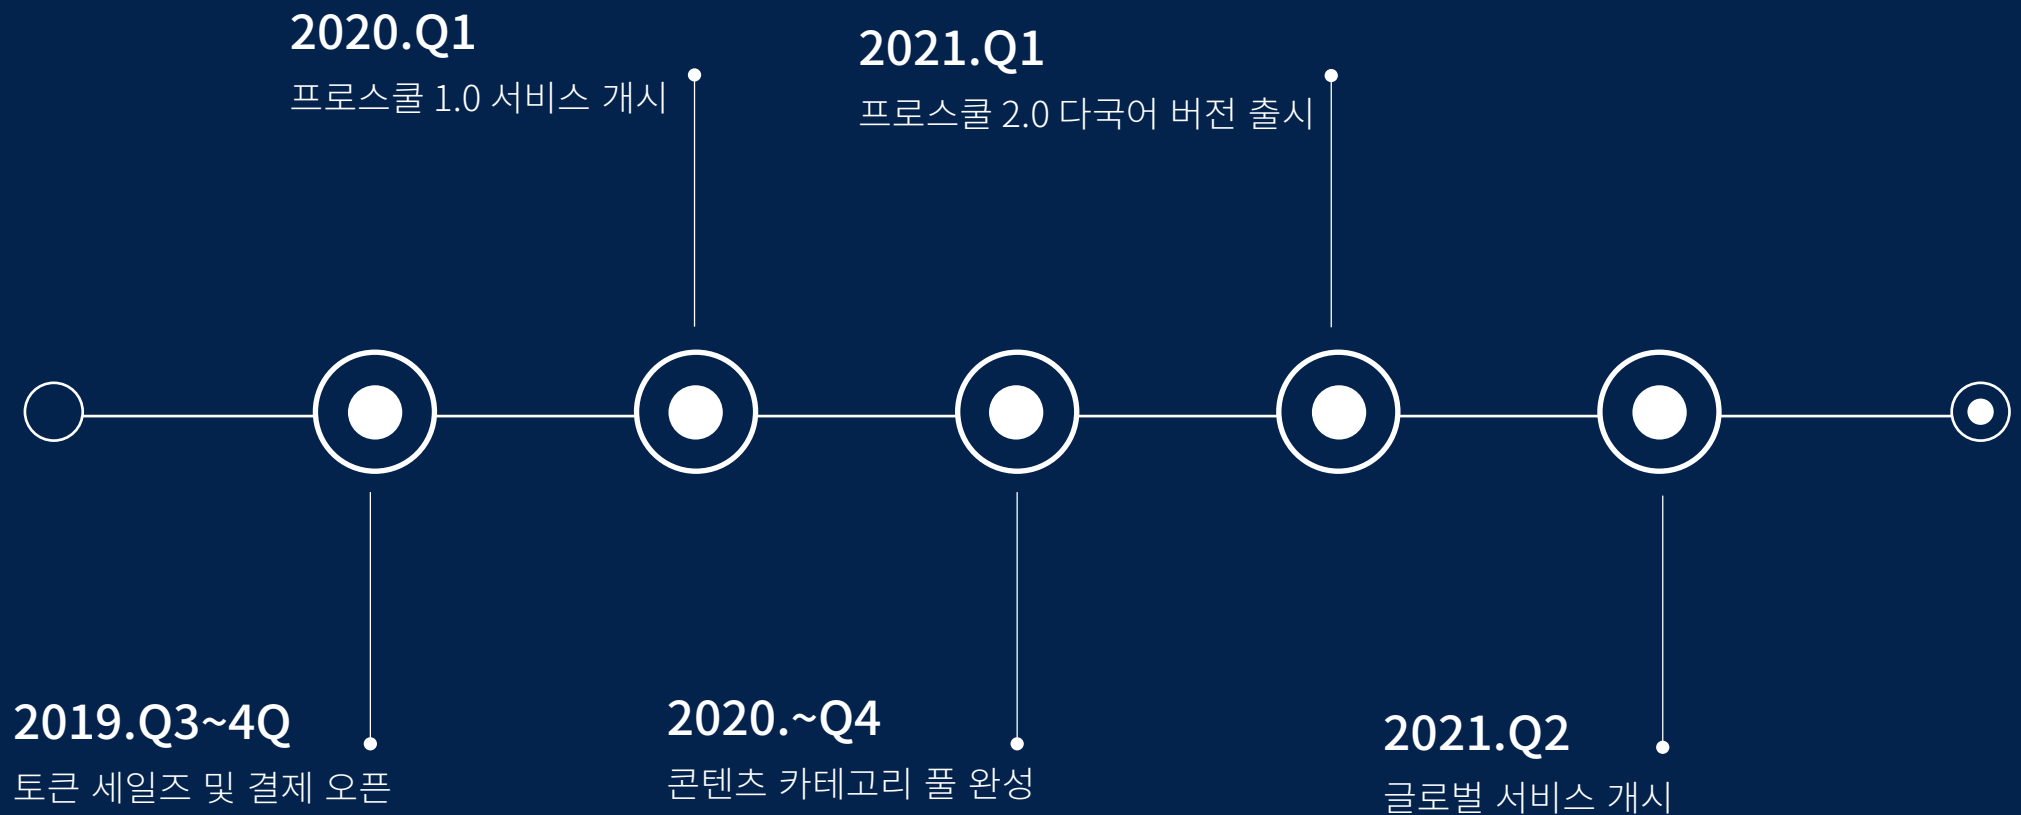 2020.Q1
프로스쿨 1.0 서비스 개시
2021.Q1
프로스쿨 2.0 다국어 버전 출시
2019.Q3~4Q
토큰 세일즈 및 결제 오픈
2020.~Q4
콘텐츠 카테고리 풀 완성
2021.Q2
글로벌 서비스 개시